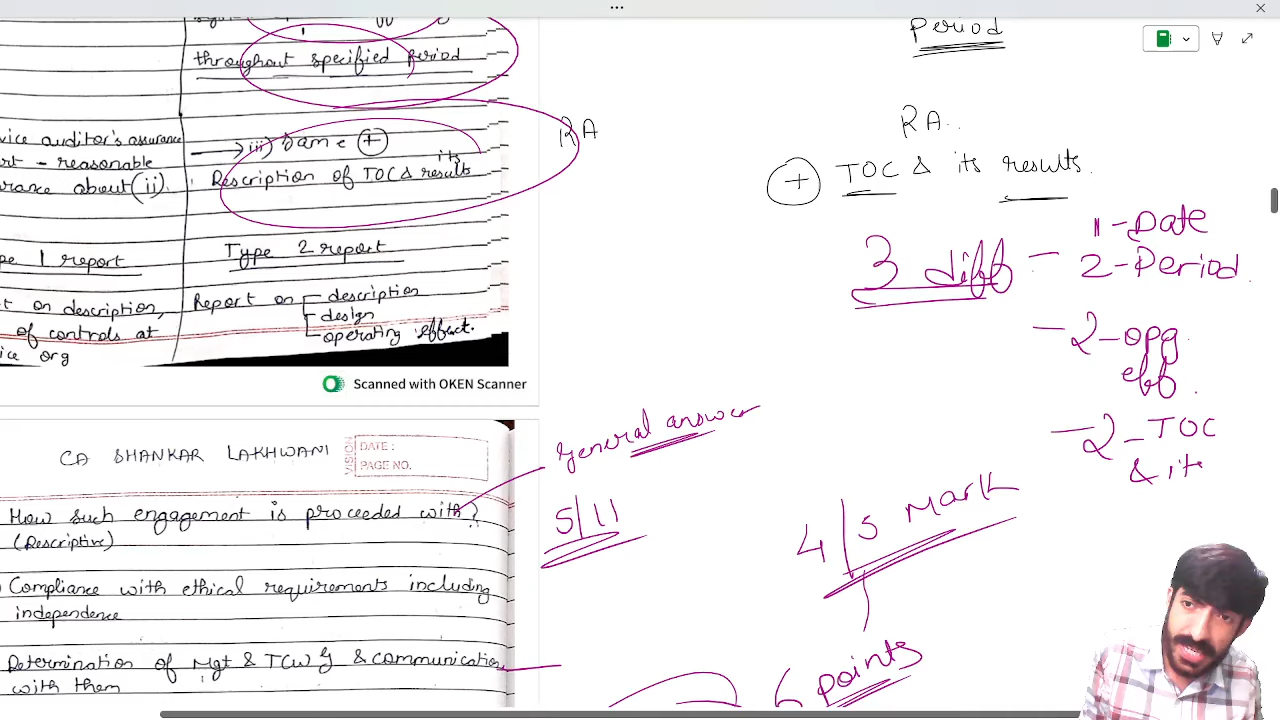 throughout specified period
vice auditor's assurance
rt - reasonable
urance about (ii).
iii) Same +
Description of TOC & its results
pe 1 report
Type 2 report
t on description,
of controls at
ice org
Report on description
design
operating effect.
Scanned with OKEN Scanner
Period
RA
RA..
+ TOC & its results.
3 diff - 1-Date
2-Period
-2-opg
eff.
-2-TOC
& its
CA SHANKAR LAKHWANI
VISION
DATE :
PAGE NO.
How such engagement is proceeded with?
(Descriptive)
Compliance with ethical requirements including
independence
Determination of Mgt & TCWG & communication
with them
General answer
5/11
4/5 Mark
6 points